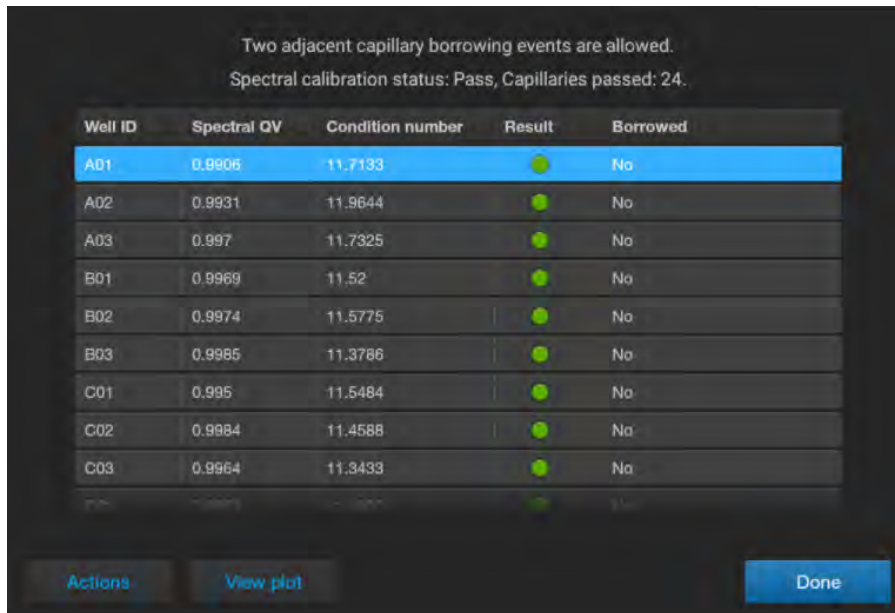 Two adjacent capillary borrowing events are allowed.
Spectral calibration status: Pass, Capillaries passed: 24.
Well ID Spectral QV Condition number Result Borrowed
A01 0.9906 11.7133 No
A02 0.9931 11.9644 No
A03 0.997 11.7325 No
B01 0.9969 11.52 No
B02 0.9974 11.5775 No
B03 0.9985 11.3786 No
C01 0.995 11.5484 No
C02 0.9984 11.4588 No
C03 0.9964 11.3433 No
Actions View plot Done